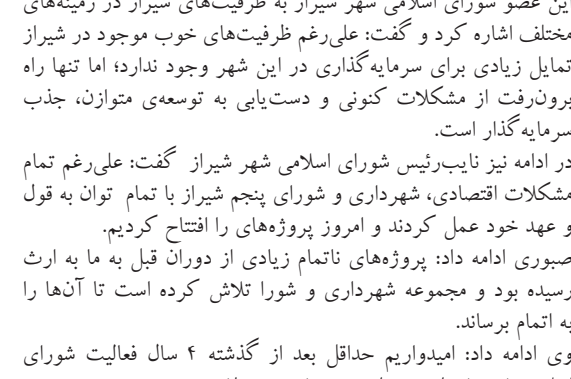 این عضو شورای اسلامی شهر شیراز به ظرفیت‌های شیراز در زمینه‌های
مختلف اشاره کرد و گفت: علی‌رغم ظرفیت‌های خوب موجود در شیراز
تمایل زیادی برای سرمایه‌گذاری در این شهر وجود ندارد؛ اما تنها راه
برون‌رفت از مشکلات کنونی و دست‌یابی به توسعه‌ی متوازن، جذب
سرمایه‌گذار است.
در ادامه نیز نایب‌رئیس شورای اسلامی شهر شیراز گفت: علی‌رغم تمام
مشکلات اقتصادی، شهرداری و شورای پنجم شیراز با تمام توان به قول
و عهد خود عمل کردند و امروز پروژه‌های را افتتاح کردیم.
صبوری ادامه داد: پروژه‌های ناتمام زیادی از دوران قبل به ما به ارث
رسیده بود و مجموعه شهرداری و شورا تلاش کرده است تا آن‌ها را
به اتمام برساند.
وی ادامه داد: امیدواریم حداقل بعد از گذشته ۴ سال فعالیت شورای